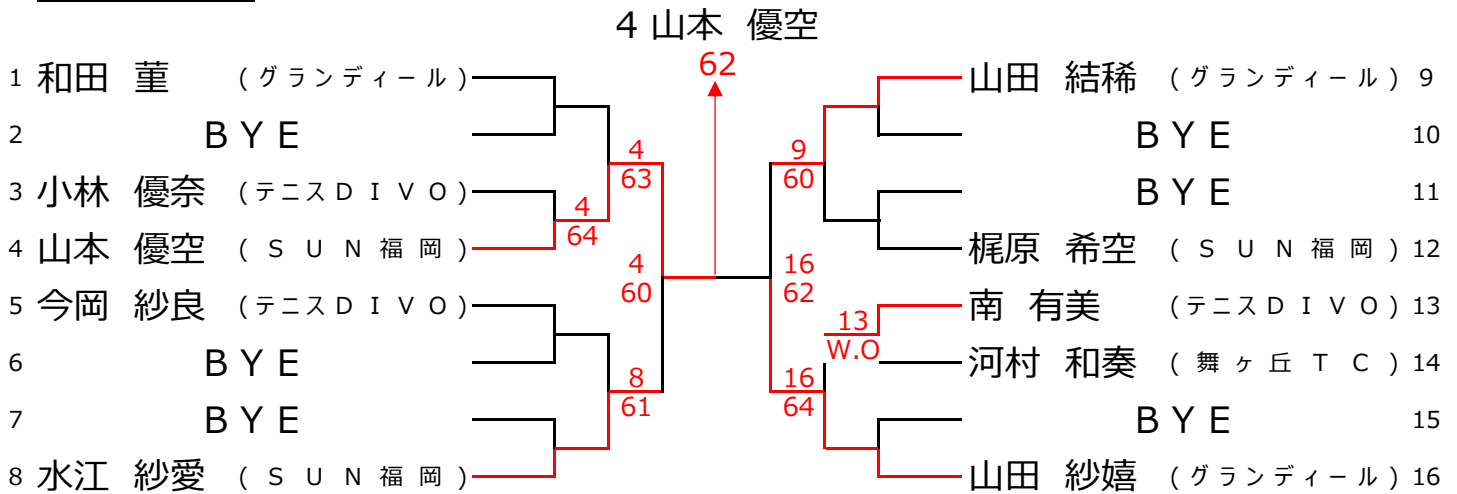 4 山本 優空
62
1 和田 菫 (グランディール)
2 BYE
3 小林 優奈 (テニスDIVO)
4 山本 優空 (SUN福岡)
5 今岡 紗良 (テニスDIVO)
6 BYE
7 BYE
8 水江 紗愛 (SUN福岡)
4
64
4
63
8
61
4
60
9
60
16
62
13
W.O
16
64
山田 結稀 (グランディール) 9
BYE 10
BYE 11
梶原 希空 (SUN福岡) 12
南 有美 (テニスDIVO) 13
河村 和奏 (舞ヶ丘TC) 14
BYE 15
山田 紗嬉 (グランディール) 16